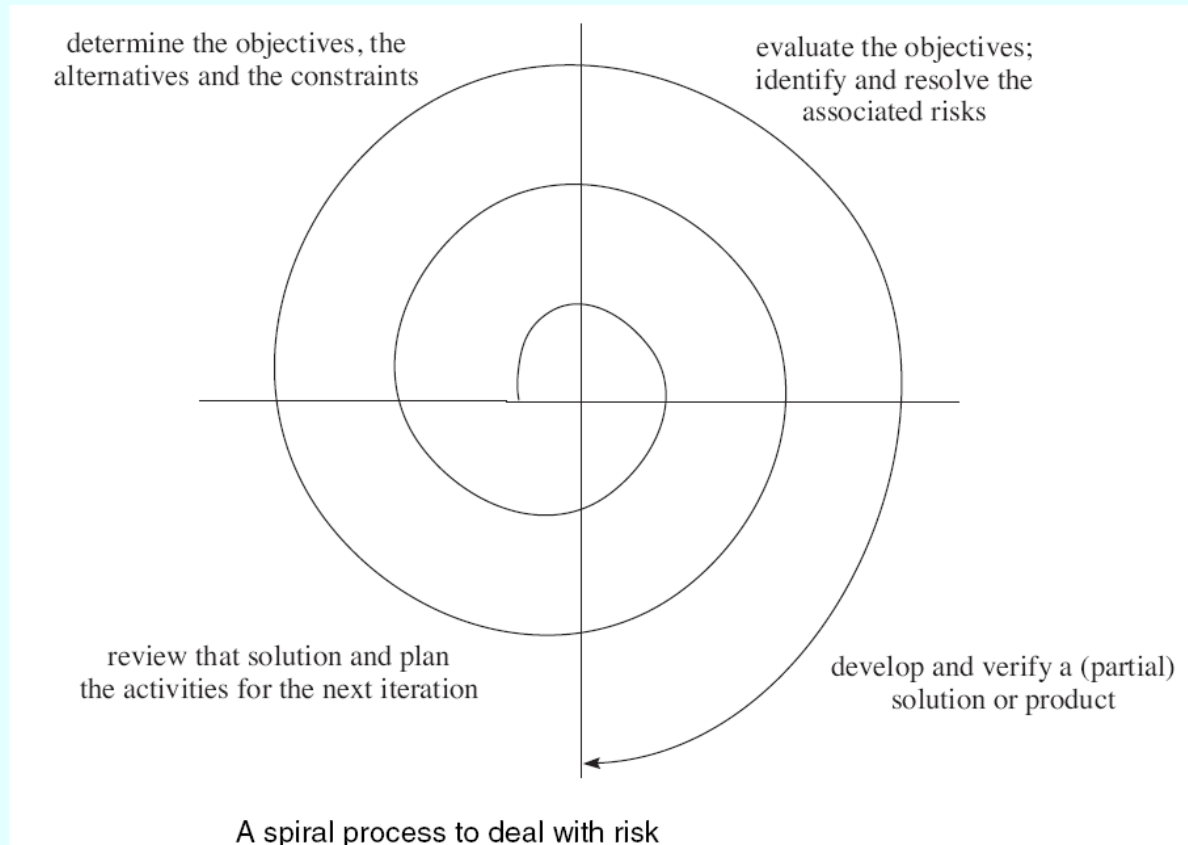 determine the objectives, the
alternatives and the constraints
evaluate the objectives;
identify and resolve the
associated risks
review that solution and plan
the activities for the next iteration
develop and verify a (partial)
solution or product
A spiral process to deal with risk